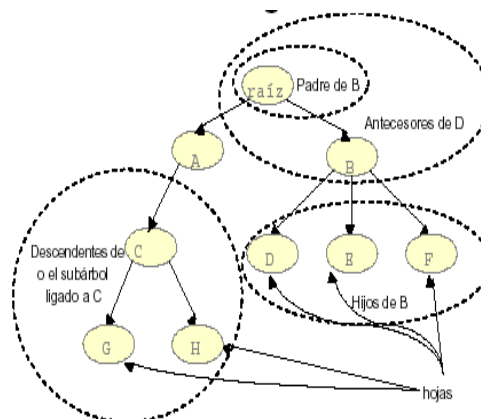 raíz
Padre de B
Antecesores de D
A
B
Descendentes de C
o el subárbol
ligado a C
D
E
F
Hijos de B
G
H
hojas